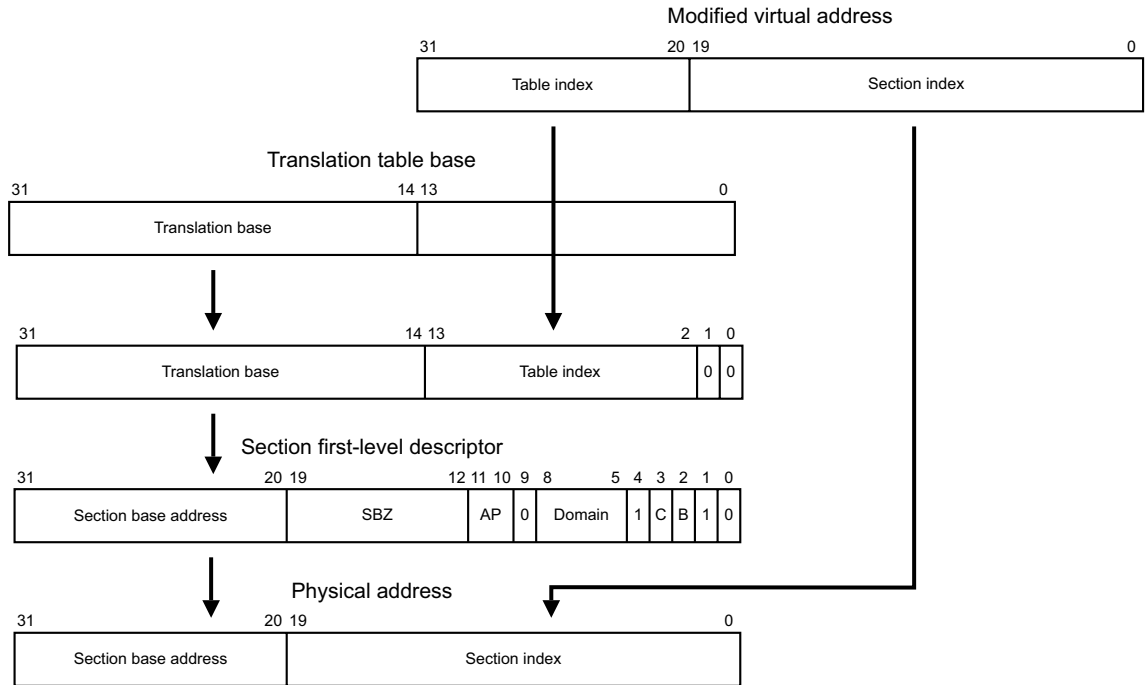 Modified virtual address
31 20 19 0
Table index Section index
Translation table base
31 14 13 0
Translation base
31 14 13 2 1 0
Translation base Table index 0 0
Section first-level descriptor
31 20 19 12 11 10 9 8 5 4 3 2 1 0
Section base address SBZ AP 0 Domain 1 C B 1 0
Physical address
31 20 19 0
Section base address Section index